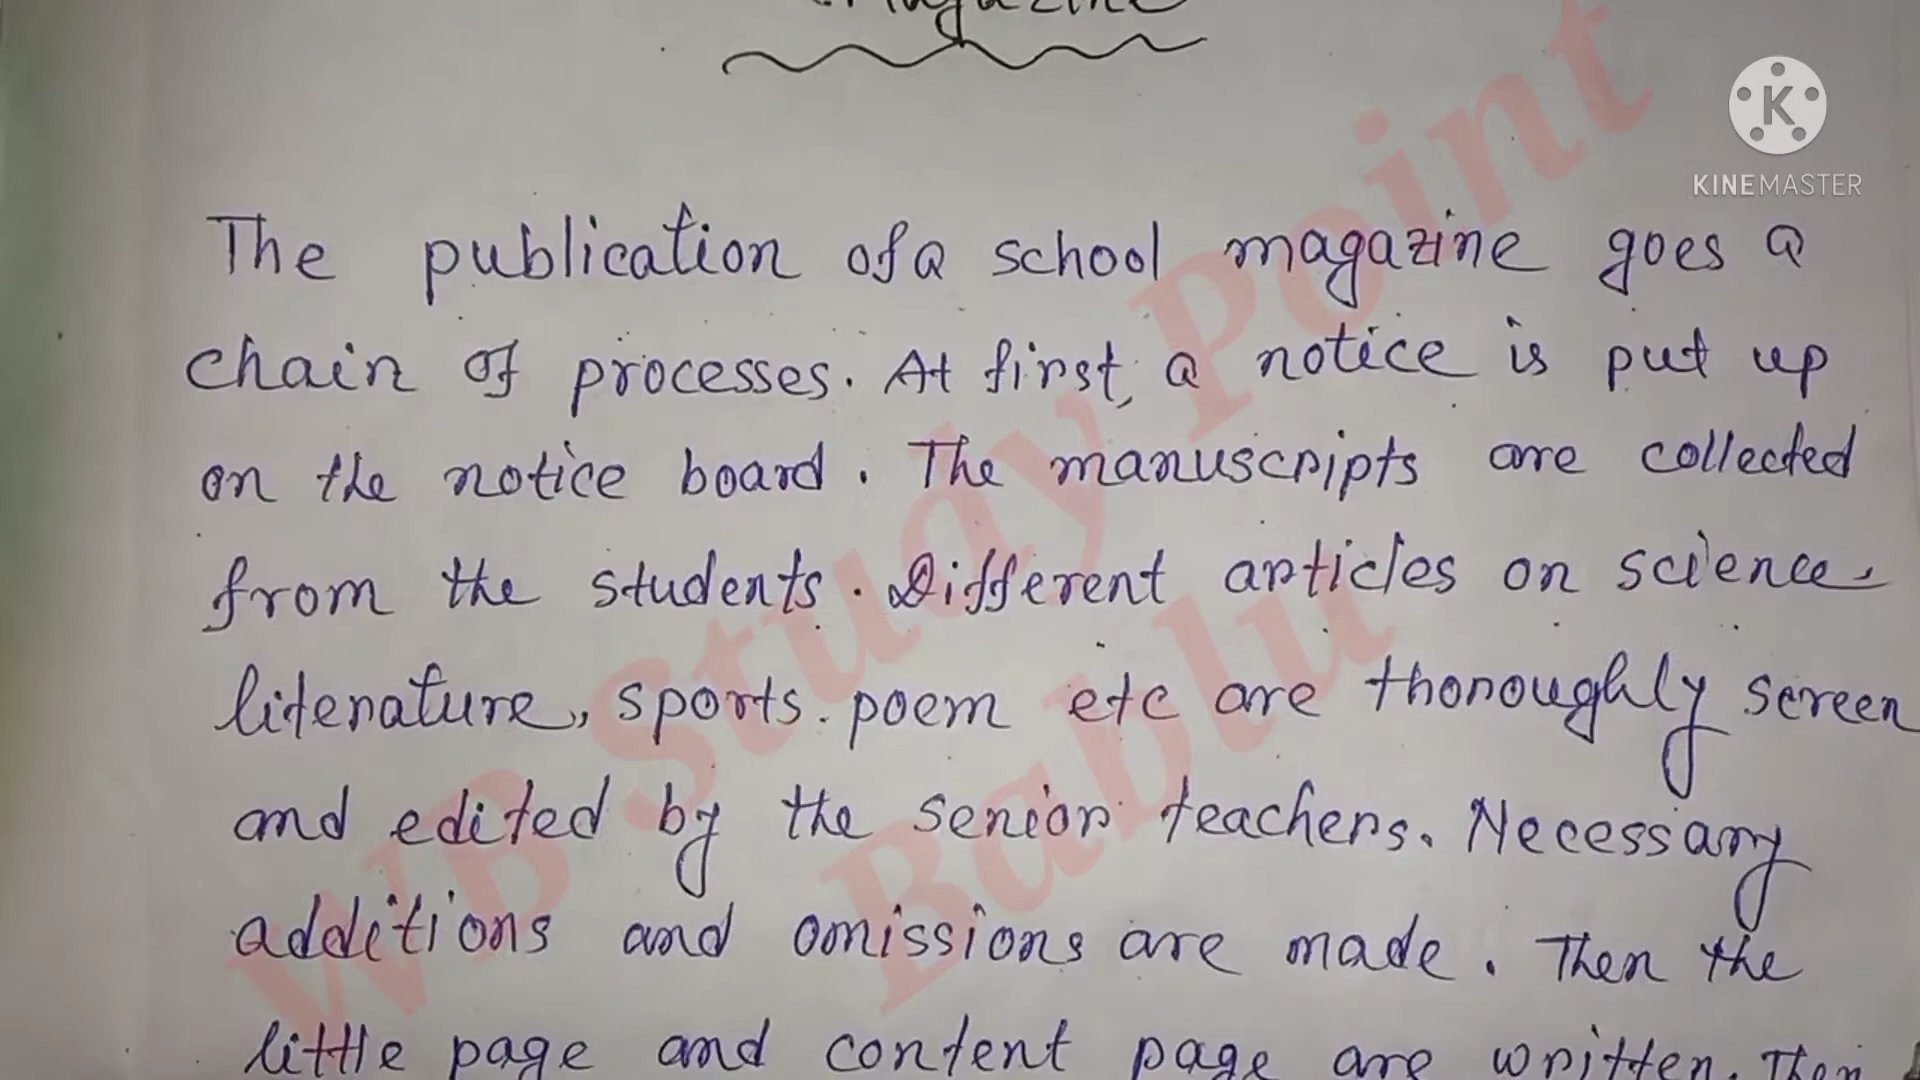 Magazine
KINEMASTER
The publication of a school magazine goes a
chain of processes. At first, a notice is put up
on the notice board. The manuscripts are collected
from the students. Different articles on science,
literature, sports. poem etc are thoroughly screen
and edited by the senior teachers. Necessary
additions and omissions are made. Then the
little page and content page are written. Then
WB Study Point
Bablu